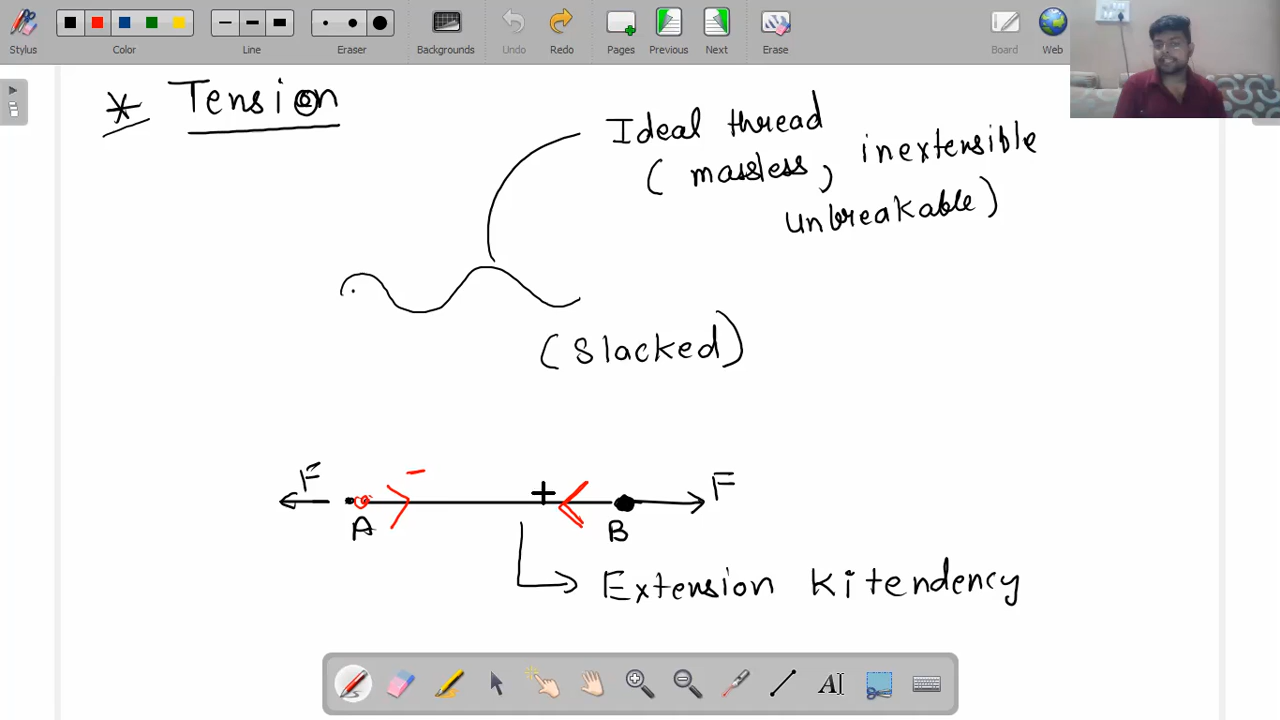 Stylus Color Line Eraser Backgrounds Undo Redo Pages Previous Next Erase Board Web
* Tension
Ideal thread
(massless, inextensible
unbreakable)
(Slacked)
F F
- +
A B
Extension ki tendency